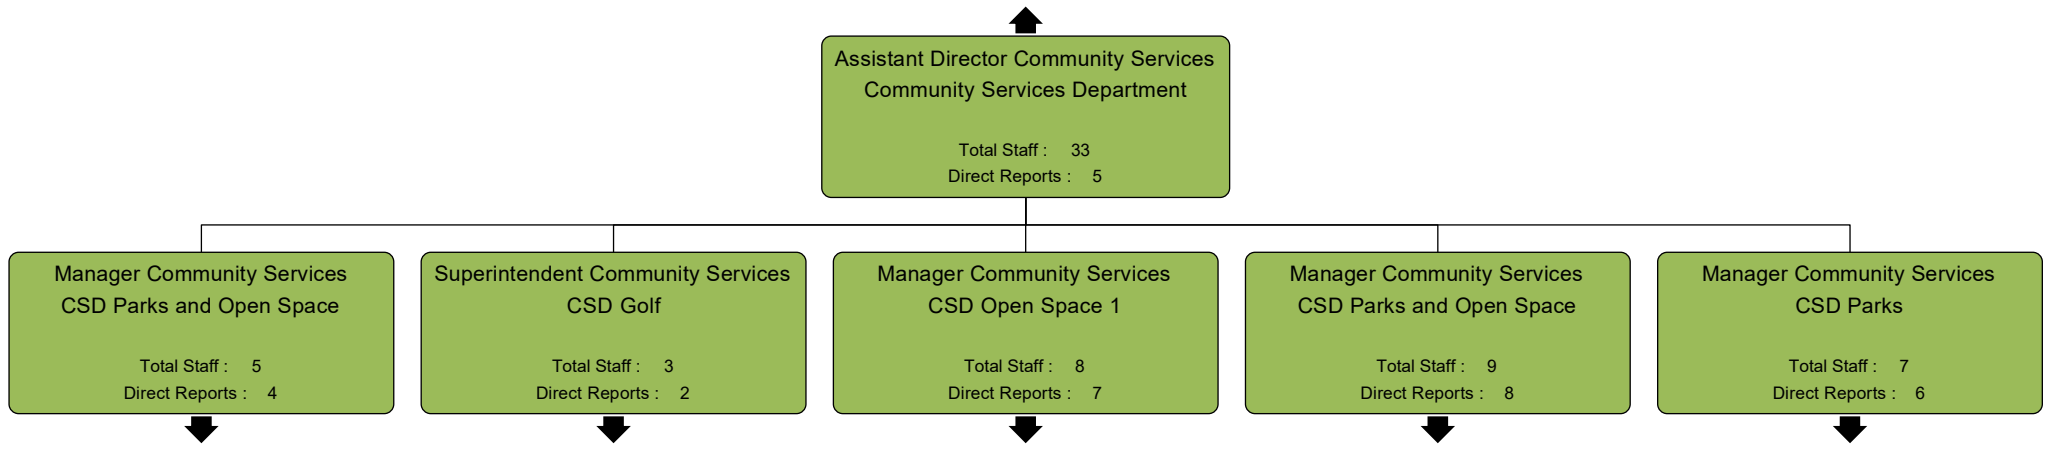 Assistant Director Community Services
Community Services Department
Total Staff : 33
Direct Reports : 5
Manager Community Services
CSD Parks and Open Space
Total Staff : 5
Direct Reports : 4
Superintendent Community Services
CSD Golf
Total Staff : 3
Direct Reports : 2
Manager Community Services
CSD Open Space 1
Total Staff : 8
Direct Reports : 7
Manager Community Services
CSD Parks and Open Space
Total Staff : 9
Direct Reports : 8
Manager Community Services
CSD Parks
Total Staff : 7
Direct Reports : 6